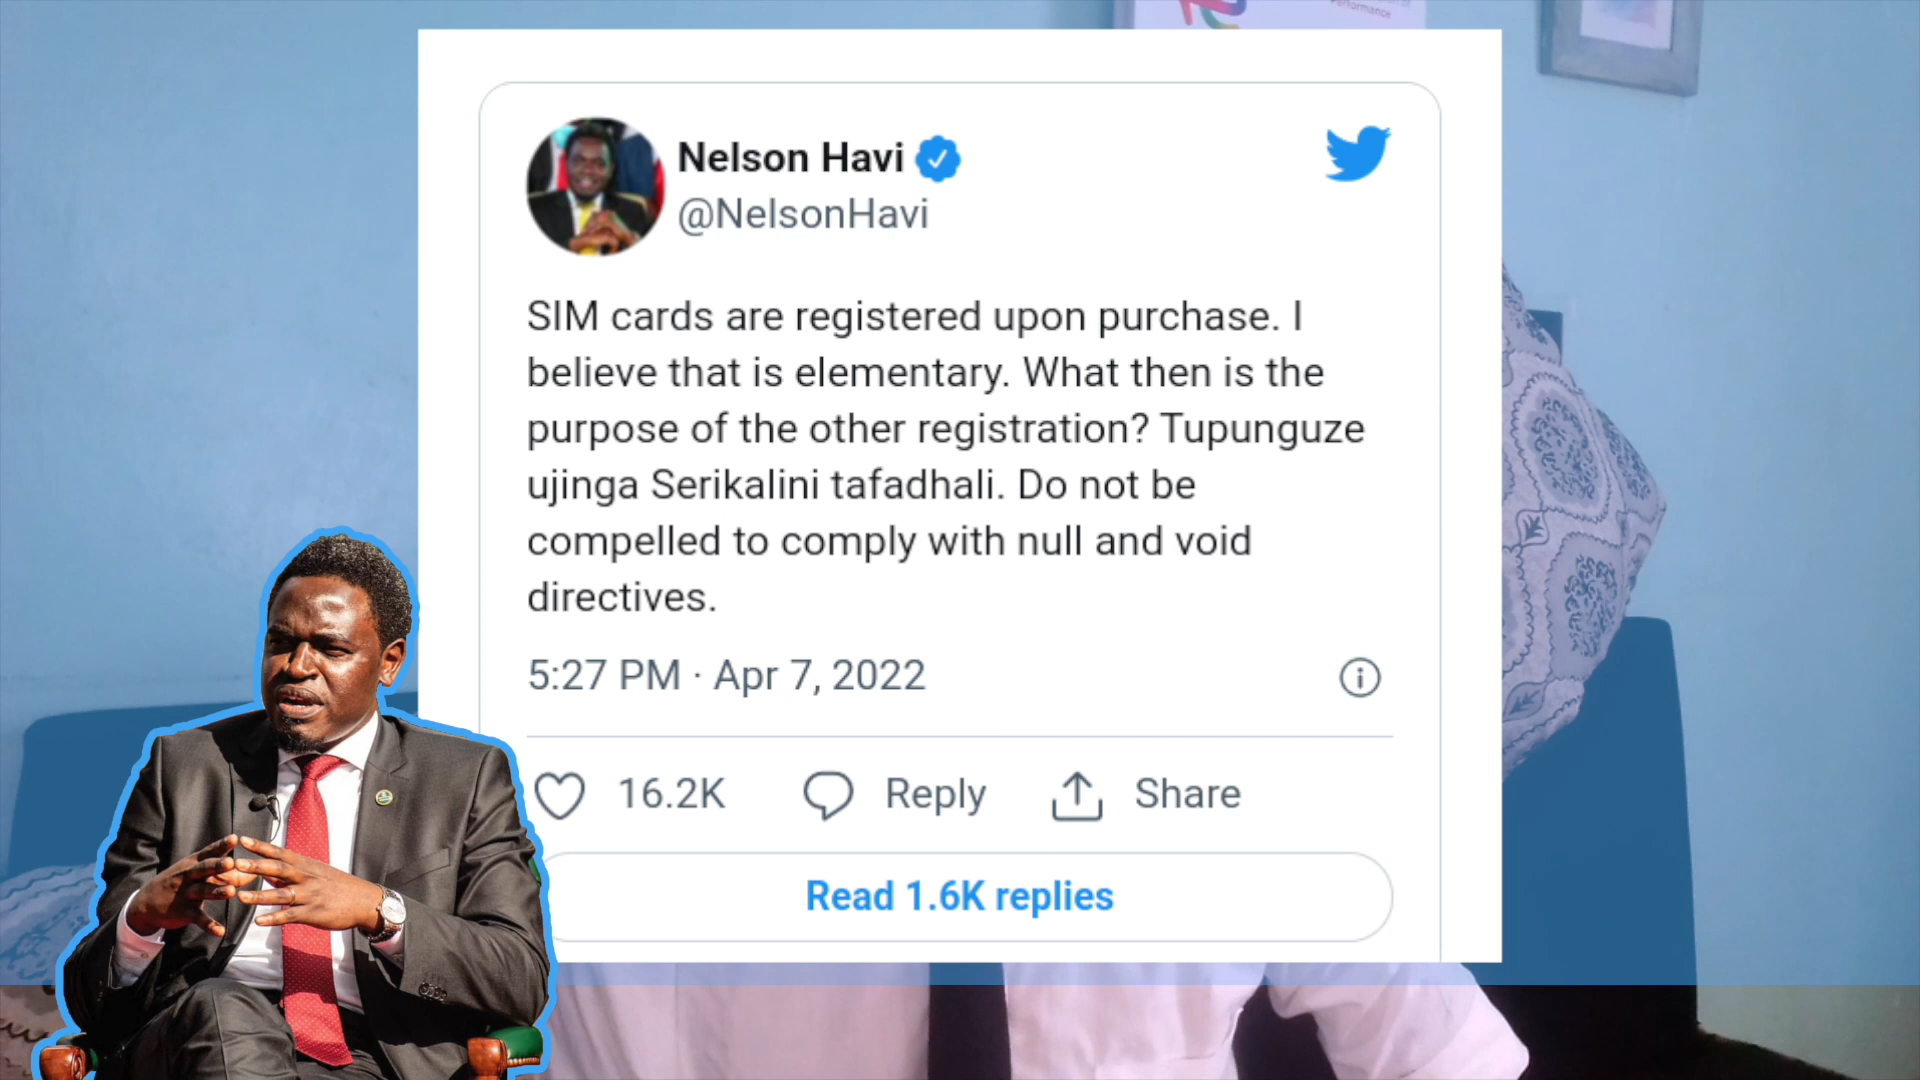 Performance
Nelson Havi
@NelsonHavi
SIM cards are registered upon purchase. I
believe that is elementary. What then is the
purpose of the other registration? Tupunguze
ujinga Serikalini tafadhali. Do not be
compelled to comply with null and void
directives.
5:27 PM · Apr 7, 2022
16.2K Reply Share
Read 1.6K replies